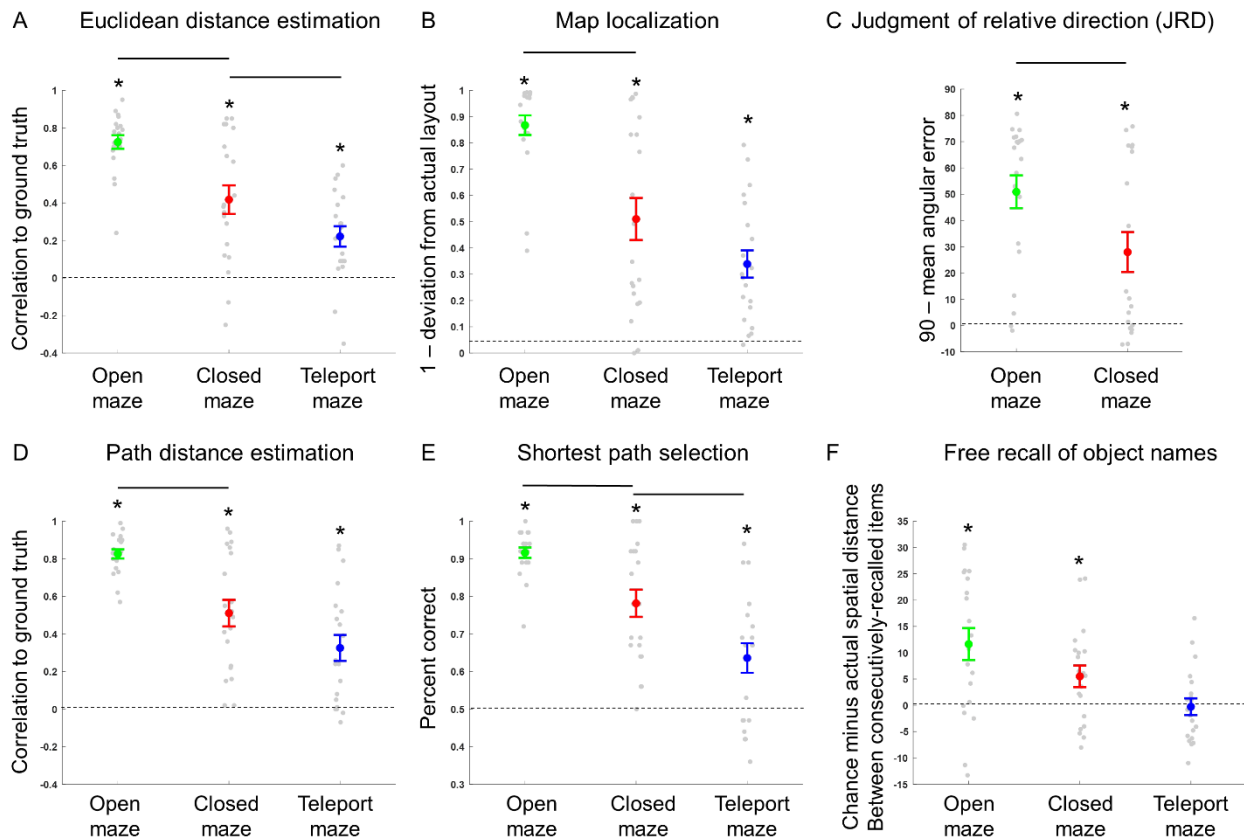 A Euclidean distance estimation
B Map localization
C Judgment of relative direction (JRD)
Correlation to ground truth
1
0.8
0.6
0.4
0.2
0
-0.2
-0.4
* * *
Open maze
Closed maze
Teleport maze
1 – deviation from actual layout
1
0.9
0.8
0.7
0.6
0.5
0.4
0.3
0.2
0.1
0
* * *
Open maze
Closed maze
Teleport maze
90 – mean angular error
90
80
70
60
50
40
30
20
10
0
-10
* *
Open maze
Closed maze
D Path distance estimation
E Shortest path selection
F Free recall of object names
Correlation to ground truth
1
0.8
0.6
0.4
0.2
0
-0.2
-0.4
* * *
Open maze
Closed maze
Teleport maze
Percent correct
1
0.9
0.8
0.7
0.6
0.5
0.4
0.3
* * *
Open maze
Closed maze
Teleport maze
Chance minus actual spatial distance
Between consecutively-recalled items
35
30
25
20
15
10
5
0
-5
-10
-15
* *
Open maze
Closed maze
Teleport maze